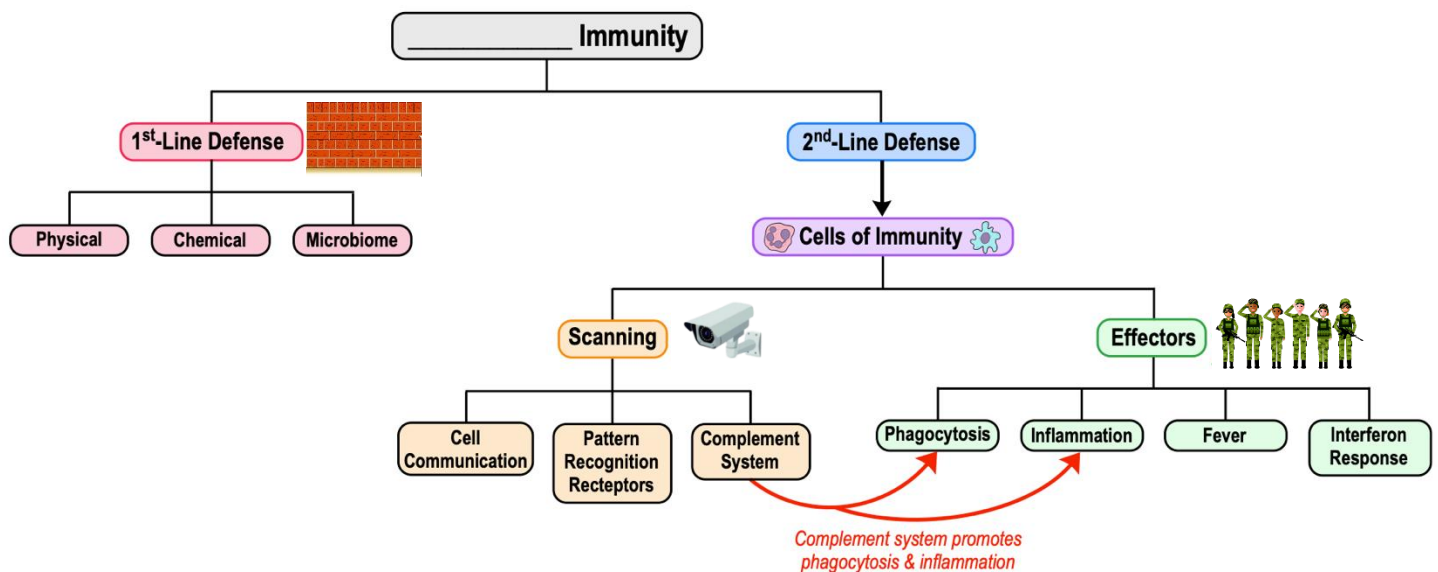 ____________ Immunity
1st-Line Defense
2nd-Line Defense
Physical
Chemical
Microbiome
Cells of Immunity
Scanning
Effectors
Cell
Communication
Pattern
Recognition
Recteptors
Complement
System
Phagocytosis
Inflammation
Fever
Interferon
Response
Complement system promotes
phagocytosis & inflammation